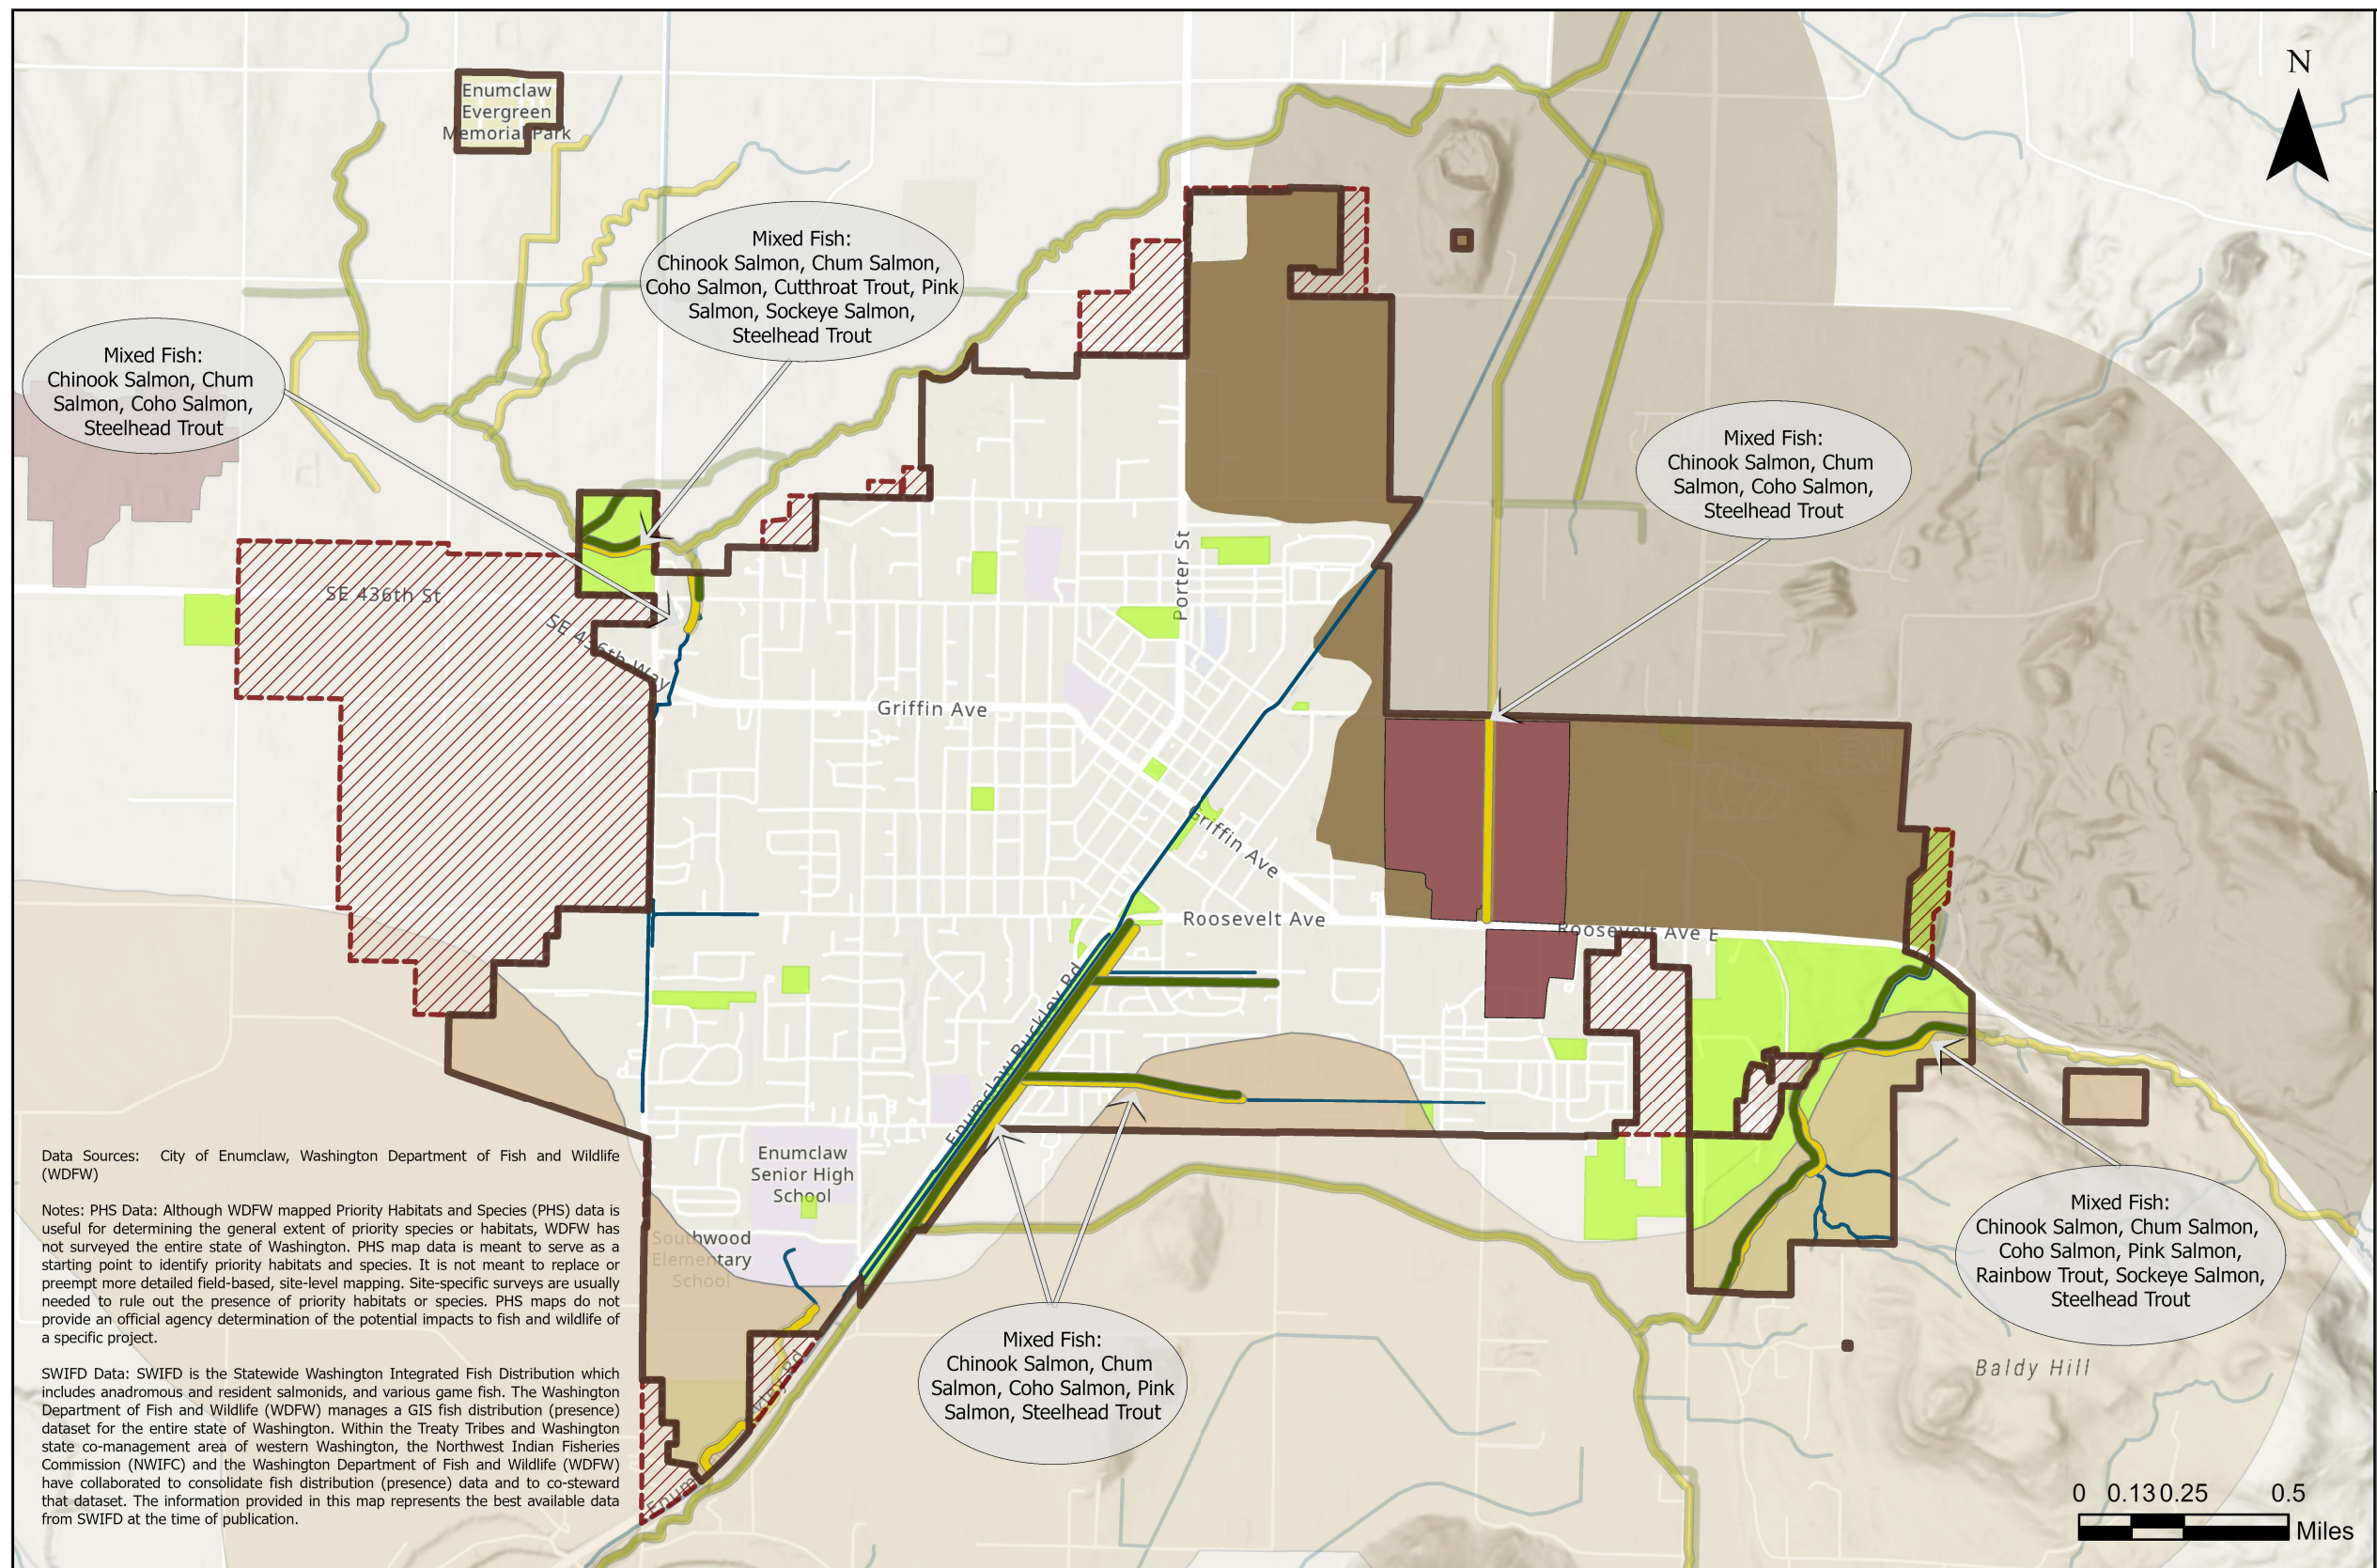 N
Enumclaw
Evergreen
Memorial Park
Mixed Fish:
Chinook Salmon, Chum Salmon,
Coho Salmon, Cutthroat Trout, Pink
Salmon, Sockeye Salmon,
Steelhead Trout
Mixed Fish:
Chinook Salmon, Chum
Salmon, Coho Salmon,
Steelhead Trout
Mixed Fish:
Chinook Salmon, Chum
Salmon, Coho Salmon,
Steelhead Trout
SE 436th St
SE 436th Way
Porter St
Griffin Ave
Griffin Ave
Roosevelt Ave
Roosevelt Ave E
Enumclaw Buckley Rd
Enumclaw
Senior High
School
Southwood
Elementary
School
Data Sources: City of Enumclaw, Washington Department of Fish and Wildlife
(WDFW)
Notes: PHS Data: Although WDFW mapped Priority Habitats and Species (PHS) data is
useful for determining the general extent of priority species or habitats, WDFW has
not surveyed the entire state of Washington. PHS map data is meant to serve as a
starting point to identify priority habitats and species. It is not meant to replace or
preempt more detailed field-based, site-level mapping. Site-specific surveys are usually
needed to rule out the presence of priority habitats or species. PHS maps do not
provide an official agency determination of the potential impacts to fish and wildlife of
a specific project.
SWIFD Data: SWIFD is the Statewide Washington Integrated Fish Distribution which
includes anadromous and resident salmonids, and various game fish. The Washington
Department of Fish and Wildlife (WDFW) manages a GIS fish distribution (presence)
dataset for the entire state of Washington. Within the Treaty Tribes and Washington
state co-management area of western Washington, the Northwest Indian Fisheries
Commission (NWIFC) and the Washington Department of Fish and Wildlife (WDFW)
have collaborated to consolidate fish distribution (presence) data and to co-steward
that dataset. The information provided in this map represents the best available data
from SWIFD at the time of publication.
Mixed Fish:
Chinook Salmon, Chum
Salmon, Coho Salmon, Pink
Salmon, Steelhead Trout
Mixed Fish:
Chinook Salmon, Chum Salmon,
Coho Salmon, Pink Salmon,
Rainbow Trout, Sockeye Salmon,
Steelhead Trout
Baldy Hill
0 0.13 0.25 0.5
Miles